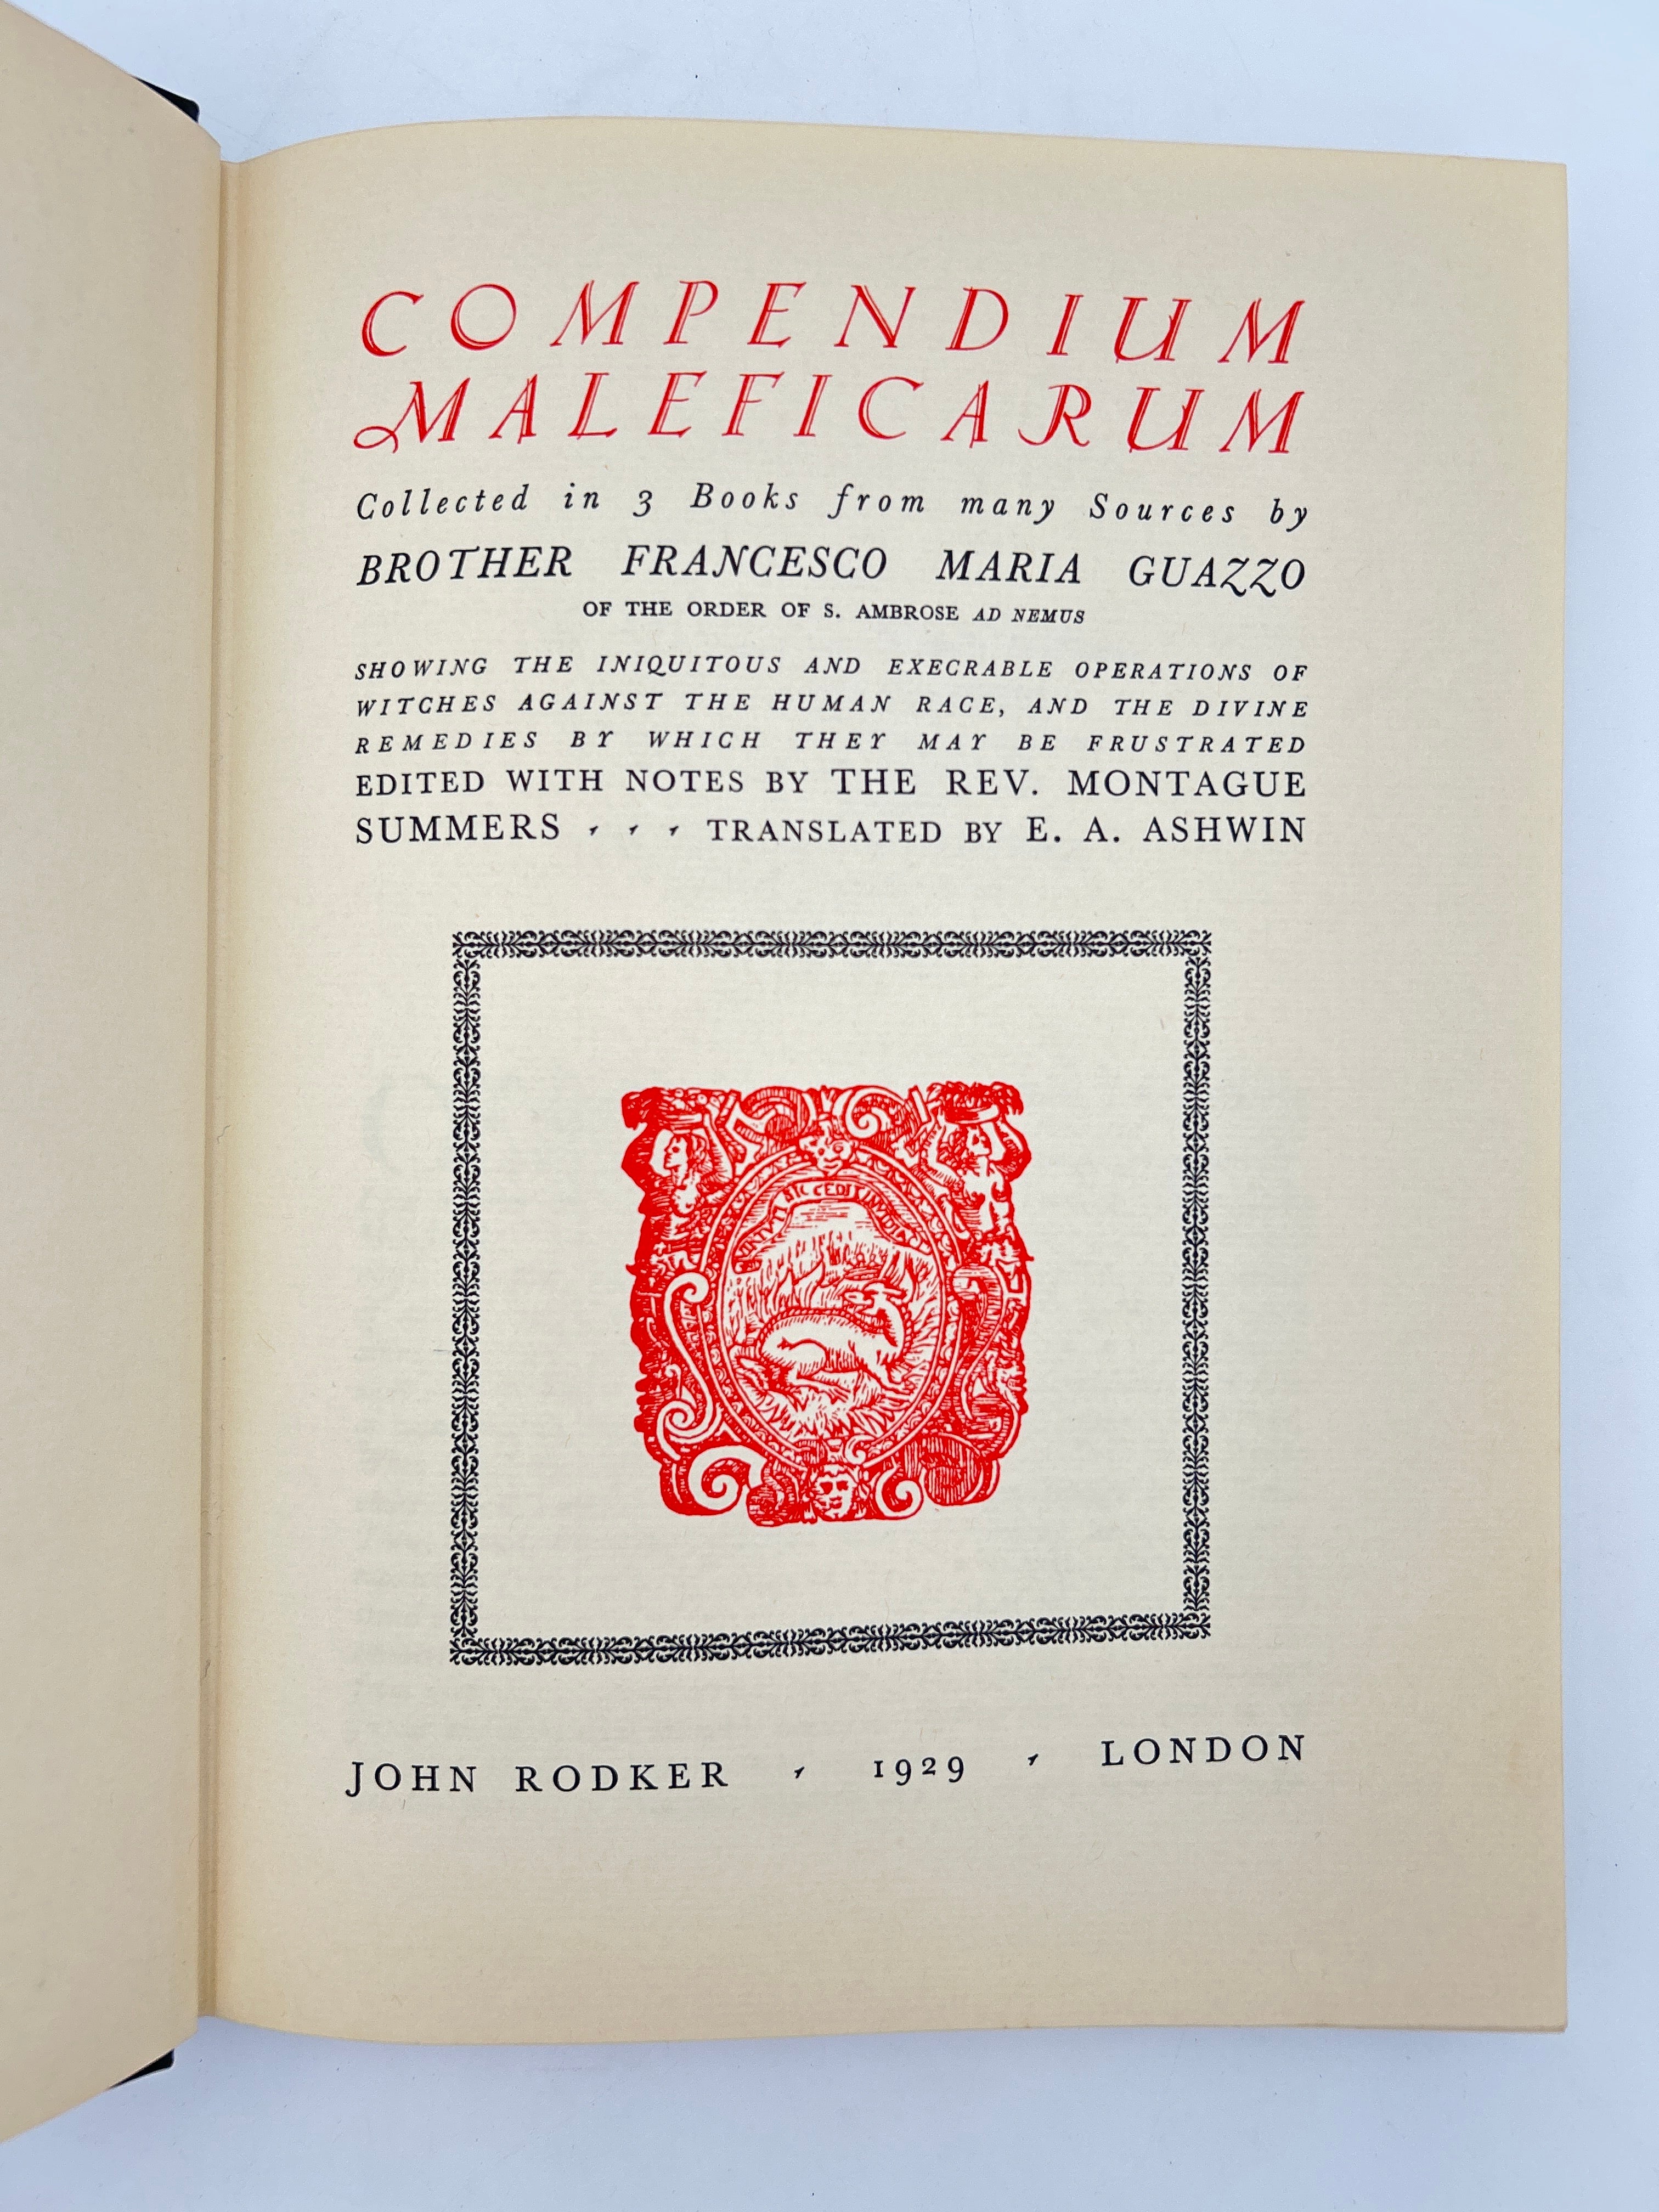 COMPENDIUM
MALEFICARUM
Collected in 3 Books from many Sources by
BROTHER FRANCESCO MARIA GUAZZO
OF THE ORDER OF S. AMBROSE AD NEMUS
SHOWING THE INIQUITOUS AND EXECRABLE OPERATIONS OF
WITCHES AGAINST THE HUMAN RACE, AND THE DIVINE
REMEDIES BY WHICH THEY MAY BE FRUSTRATED
EDITED WITH NOTES BY THE REV. MONTAGUE
SUMMERS TRANSLATED BY E. A. ASHWIN
JOHN RODKER 1929 LONDON